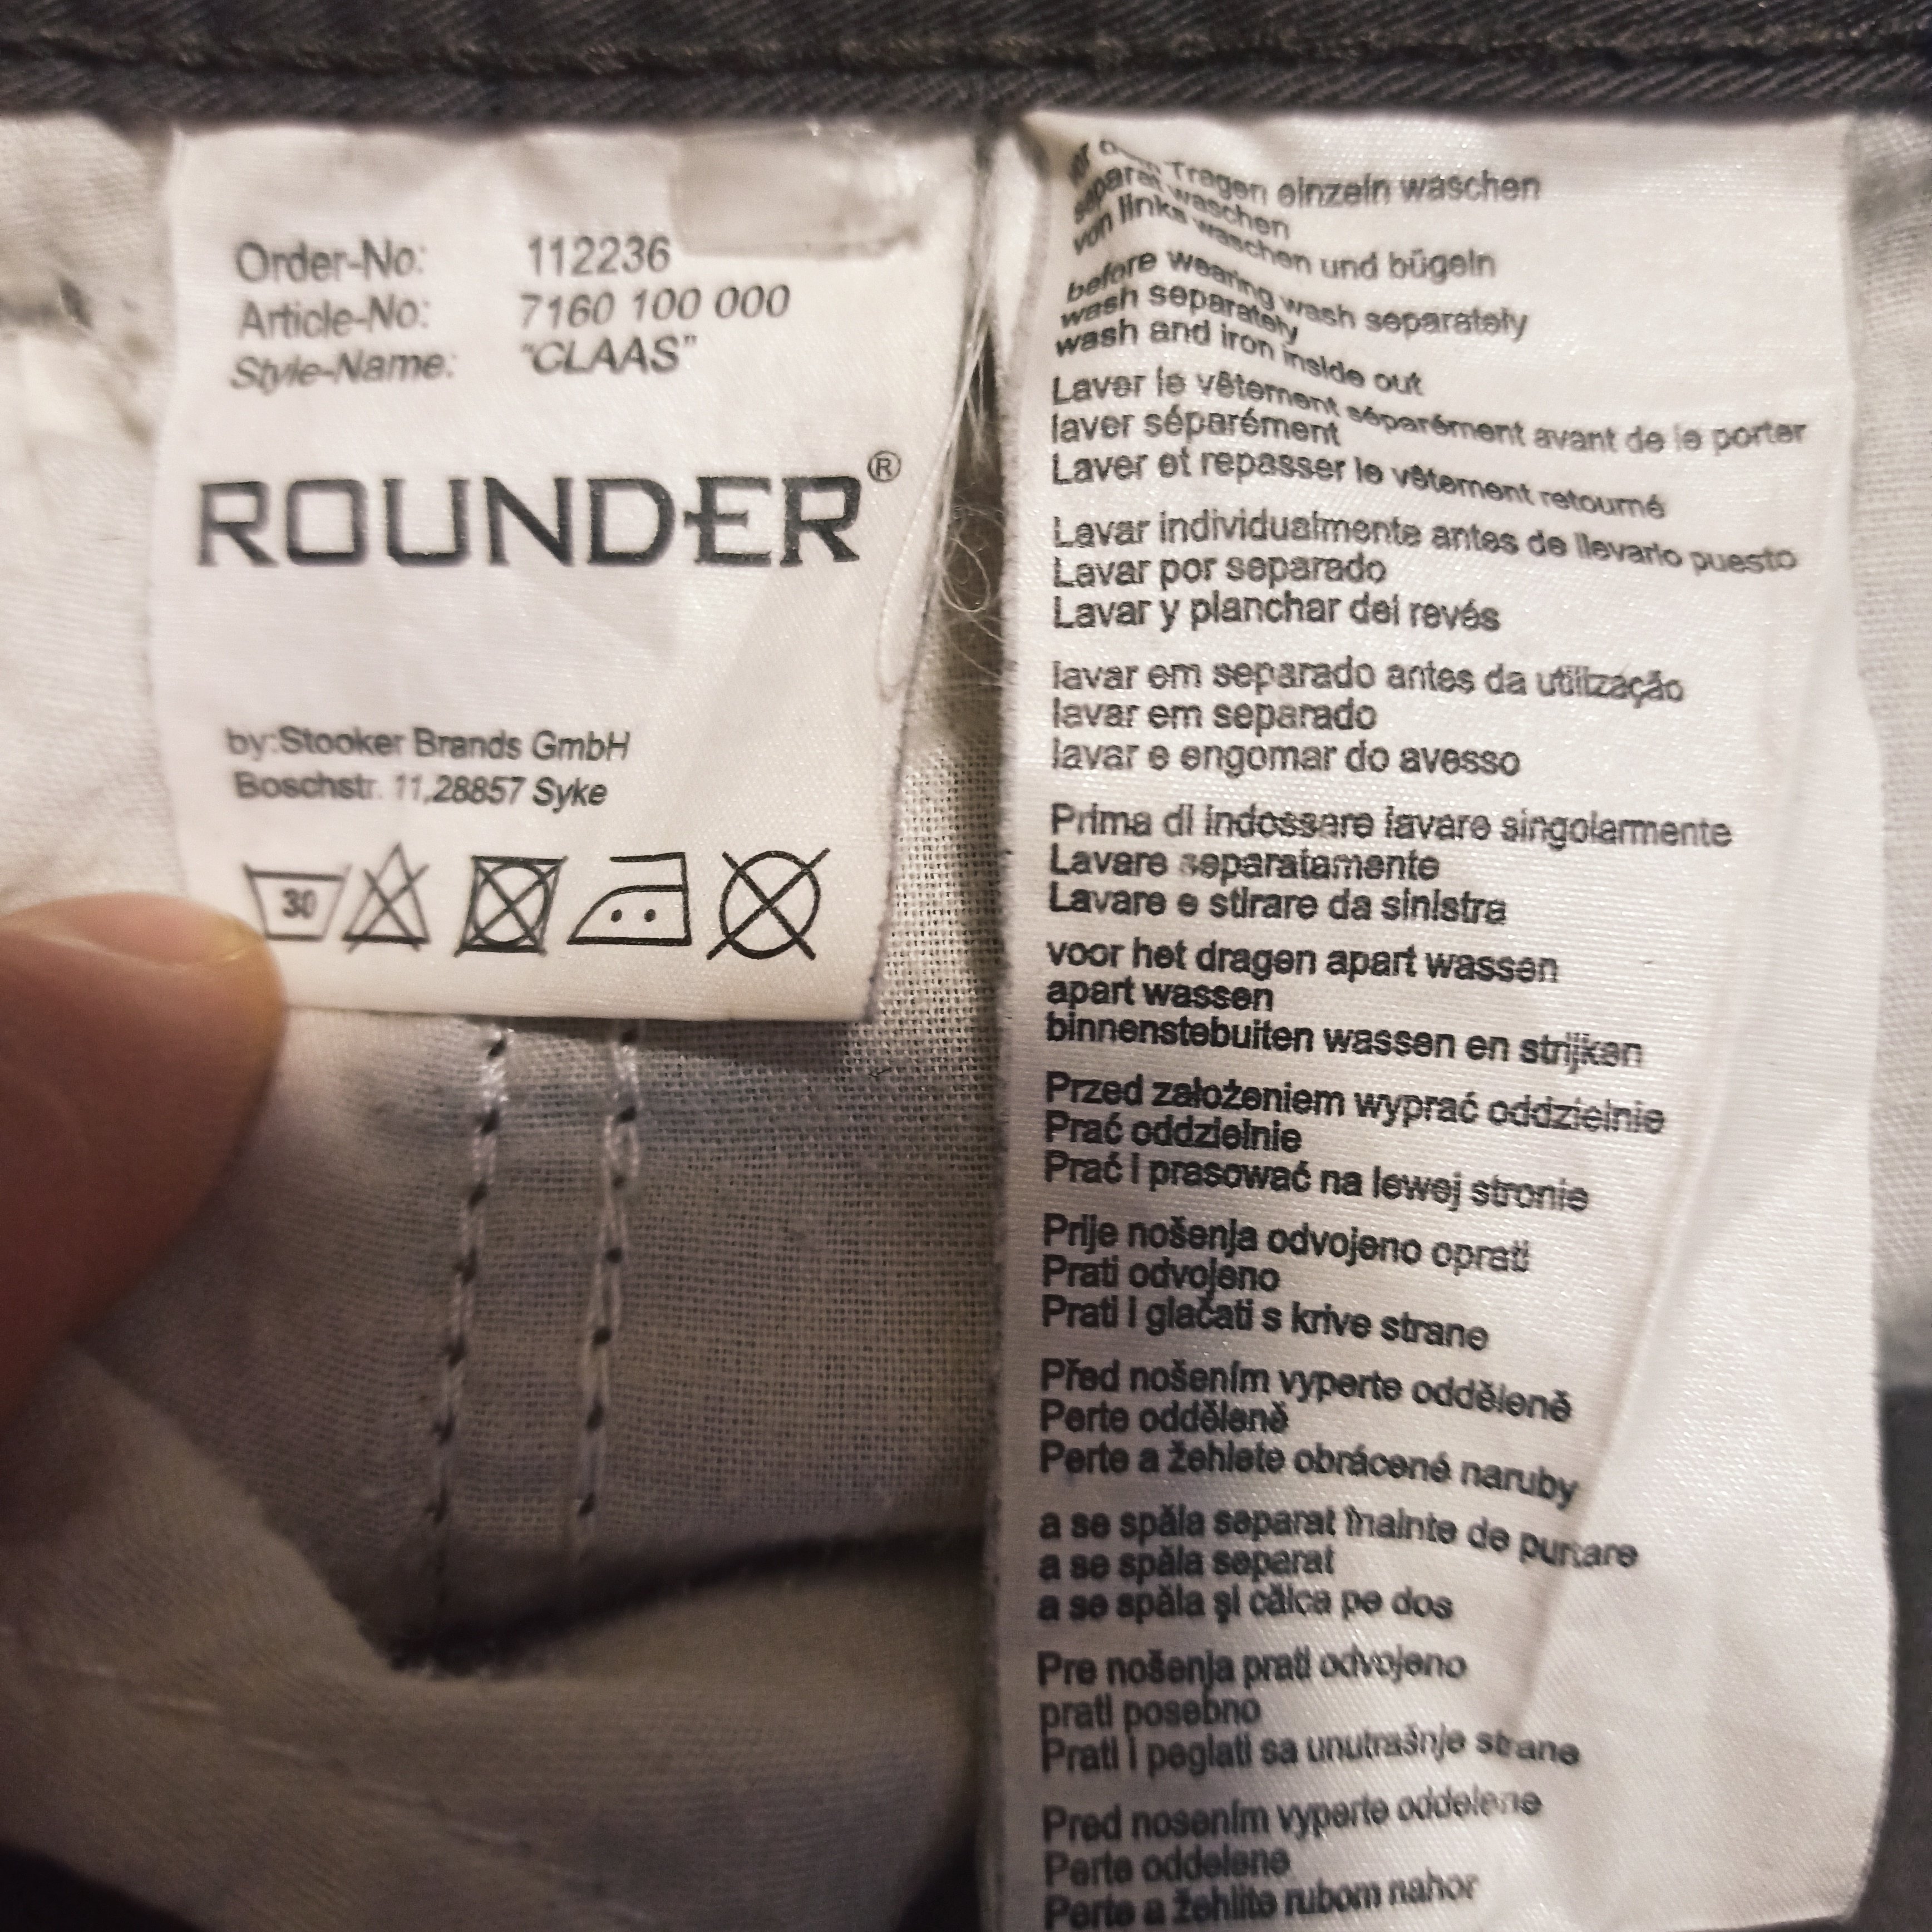 Order-No: 112236
Article-No: 7160 100 000
Style-Name: "CLAAS"
ROUNDER®
by:Stooker Brands GmbH
Boschstr. 11,28857 Syke
30
Tragen einzeln waschen
separat waschen
von links waschen und bügeln
before wearing wash separately
wash separately
wash and iron inside out
Laver le vêtement séparément avant de le porter
laver séparément
Laver et repasser le vêtement retourné
Lavar individualmente antes de llevarlo puesto
Lavar por separado
Lavar y planchar del revés
lavar em separado antes da utilização
lavar em separado
lavar e engomar do avesso
Prima di indossare lavare singolarmente
Lavare separatamente
Lavare e stirare da sinistra
voor het dragen apart wassen
apart wassen
binnenstebuiten wassen en strijken
Przed założeniem wyprać oddzielnie
Prać oddzielnie
Prać i prasować na lewej stronie
Prije nošenja odvojeno oprati
Prati odvojeno
Prati i glačati s krive strane
Před nošením vyperte odděleně
Perte odděleně
Perte a žehlete obrácené naruby
a se spăla separat înainte de purtare
a se spăla separat
a se spăla şi călca pe dos
Pre nošenja prati odvojeno
prati posebno
Prati i peglati sa unutrašnje strane
Pred nosením vyperte oddelene
Perte oddelene
Perte a žehlite rubom nahor